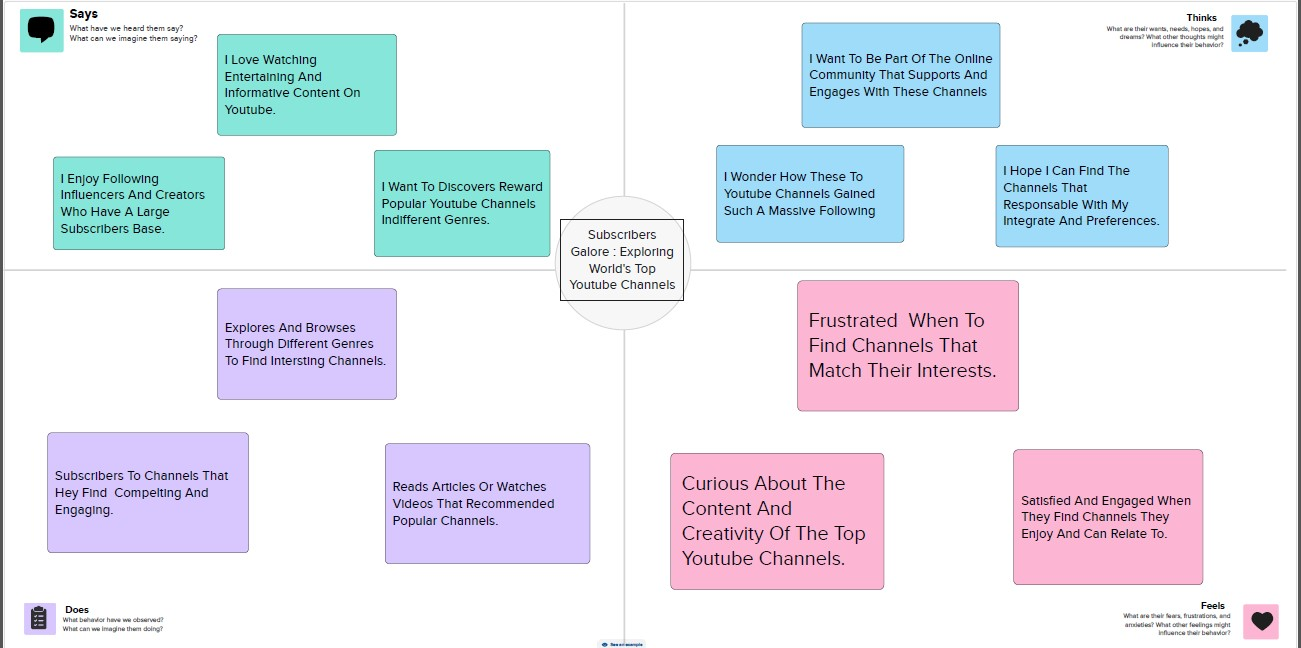 Says
What have we heard them say?
What can we imagine them saying?
I Love Watching
Entertaining And
Informative Content On
Youtube.
I Enjoy Following
Influencers And Creators
Who Have A Large
Subscribers Base.
I Want To Discovers Reward
Popular Youtube Channels
Indifferent Genres.
Thinks
What are their wants, needs, hopes, and
dreams? What other thoughts might
influence their behavior?
I Want To Be Part Of The Online
Community That Supports And
Engages With These Channels
I Wonder How These To
Youtube Channels Gained
Such A Massive Following
I Hope I Can Find The
Channels That
Responsable With My
Integrate And Preferences.
Subscribers
Galore : Exploring
World's Top
Youtube Channels
Explores And Browses
Through Different Genres
To Find Intersting Channels.
Subscribers To Channels That
Hey Find  Compelting And
Engaging.
Reads Articles Or Watches
Videos That Recommended
Popular Channels.
Does
What behavior have we observed?
What can we imagine them doing?
Frustrated  When To
Find Channels That
Match Their Interests.
Curious About The
Content And
Creativity Of The Top
Youtube Channels.
Satisfied And Engaged When
They Find Channels They
Enjoy And Can Relate To.
Feels
What are their fears, frustrations, and
anxieties? What other feelings might
influence their behavior?
See an example